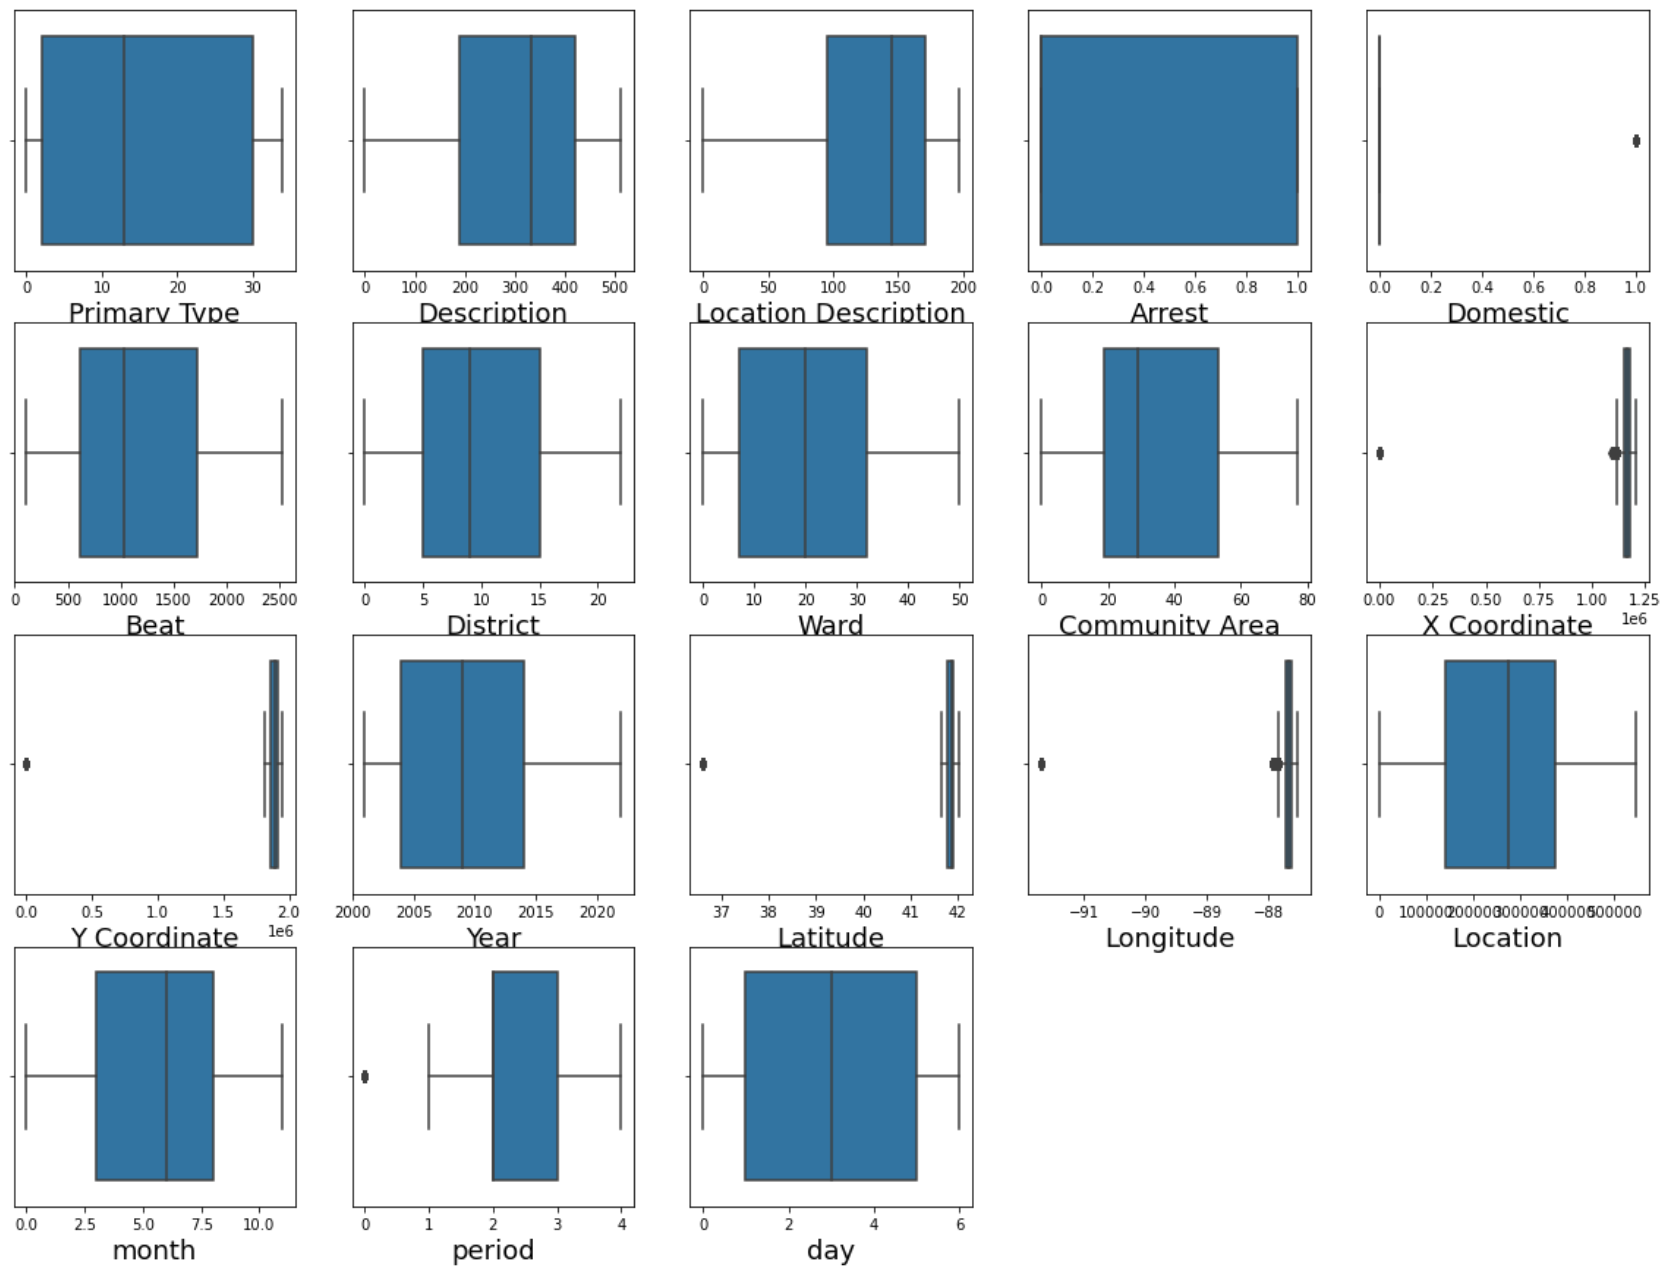 0 10 20 30
Primary Type
0 100 200 300 400 500
Description
0 50 100 150 200
Location Description
0.0 0.2 0.4 0.6 0.8 1.0
Arrest
0.0 0.2 0.4 0.6 0.8 1.0
Domestic
0 500 1000 1500 2000 2500
Beat
0 5 10 15 20
District
0 10 20 30 40 50
Ward
0 20 40 60 80
Community Area
0.00 0.25 0.50 0.75 1.00 1.25
1e6
X Coordinate
0.0 0.5 1.0 1.5 2.0
1e6
Y Coordinate
2000 2005 2010 2015 2020
Year
37 38 39 40 41 42
Latitude
−91 −90 −89 −88
Longitude
0 100000 200000 300000 400000 500000
Location
0.0 2.5 5.0 7.5 10.0
month
0 1 2 3 4
period
0 2 4 6
day